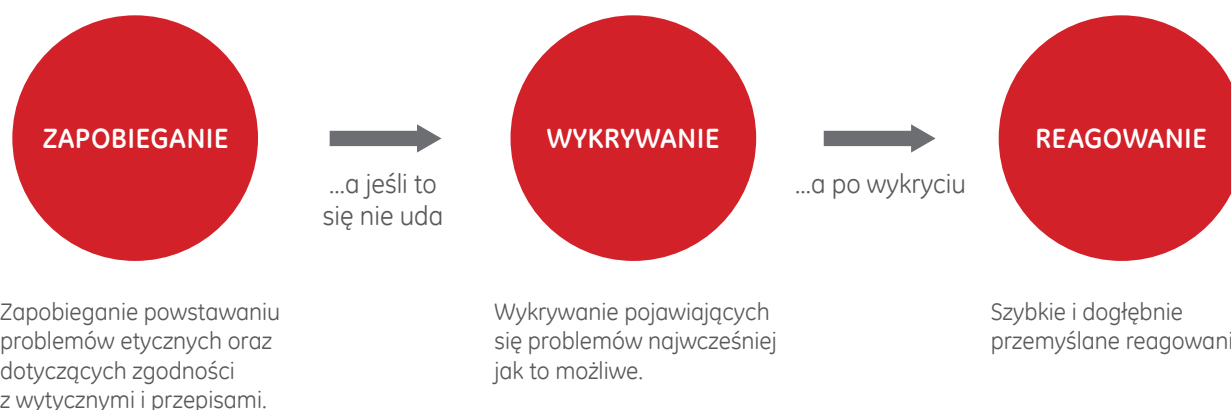 ZAPOBIEGANIE
...a jeśli to
się nie uda
WYKRYWANIE
...a po wykryciu
REAGOWANIE
Zapobieganie powstawaniu
problemów etycznych oraz
dotyczących zgodności
z wytycznymi i przepisami.
Wykrywanie pojawiających
się problemów najwcześniej
jak to możliwe.
Szybkie i dogłębnie
przemyślane reagowani